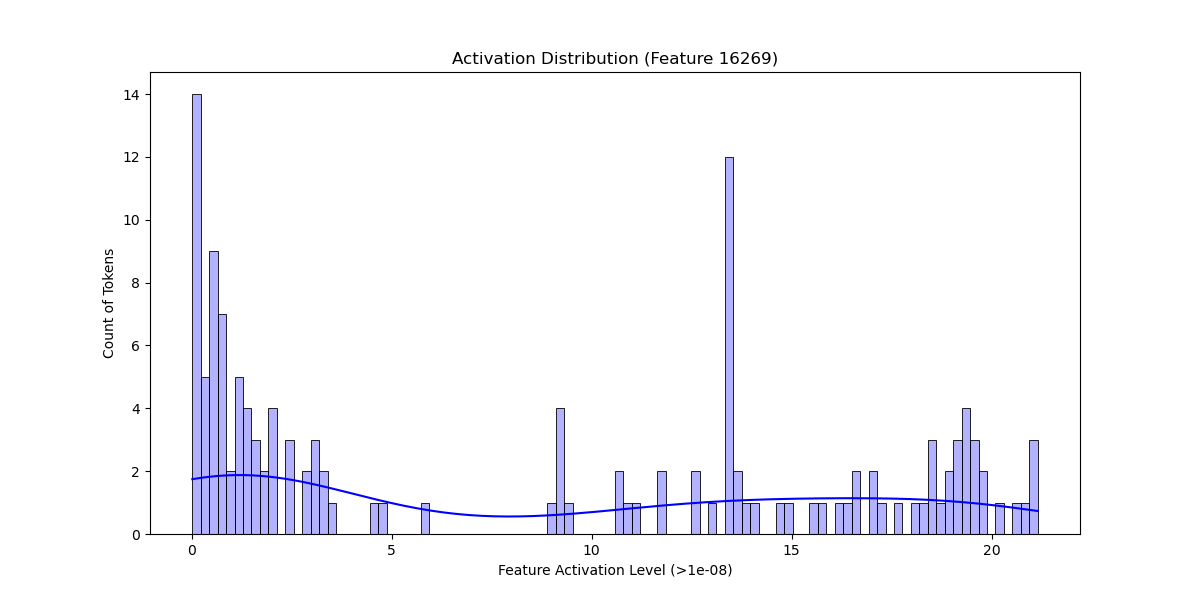 Activation Distribution (Feature 16269)
Count of Tokens
14
12
10
8
6
4
2
0
0 5 10 15 20
Feature Activation Level (>1e-08)